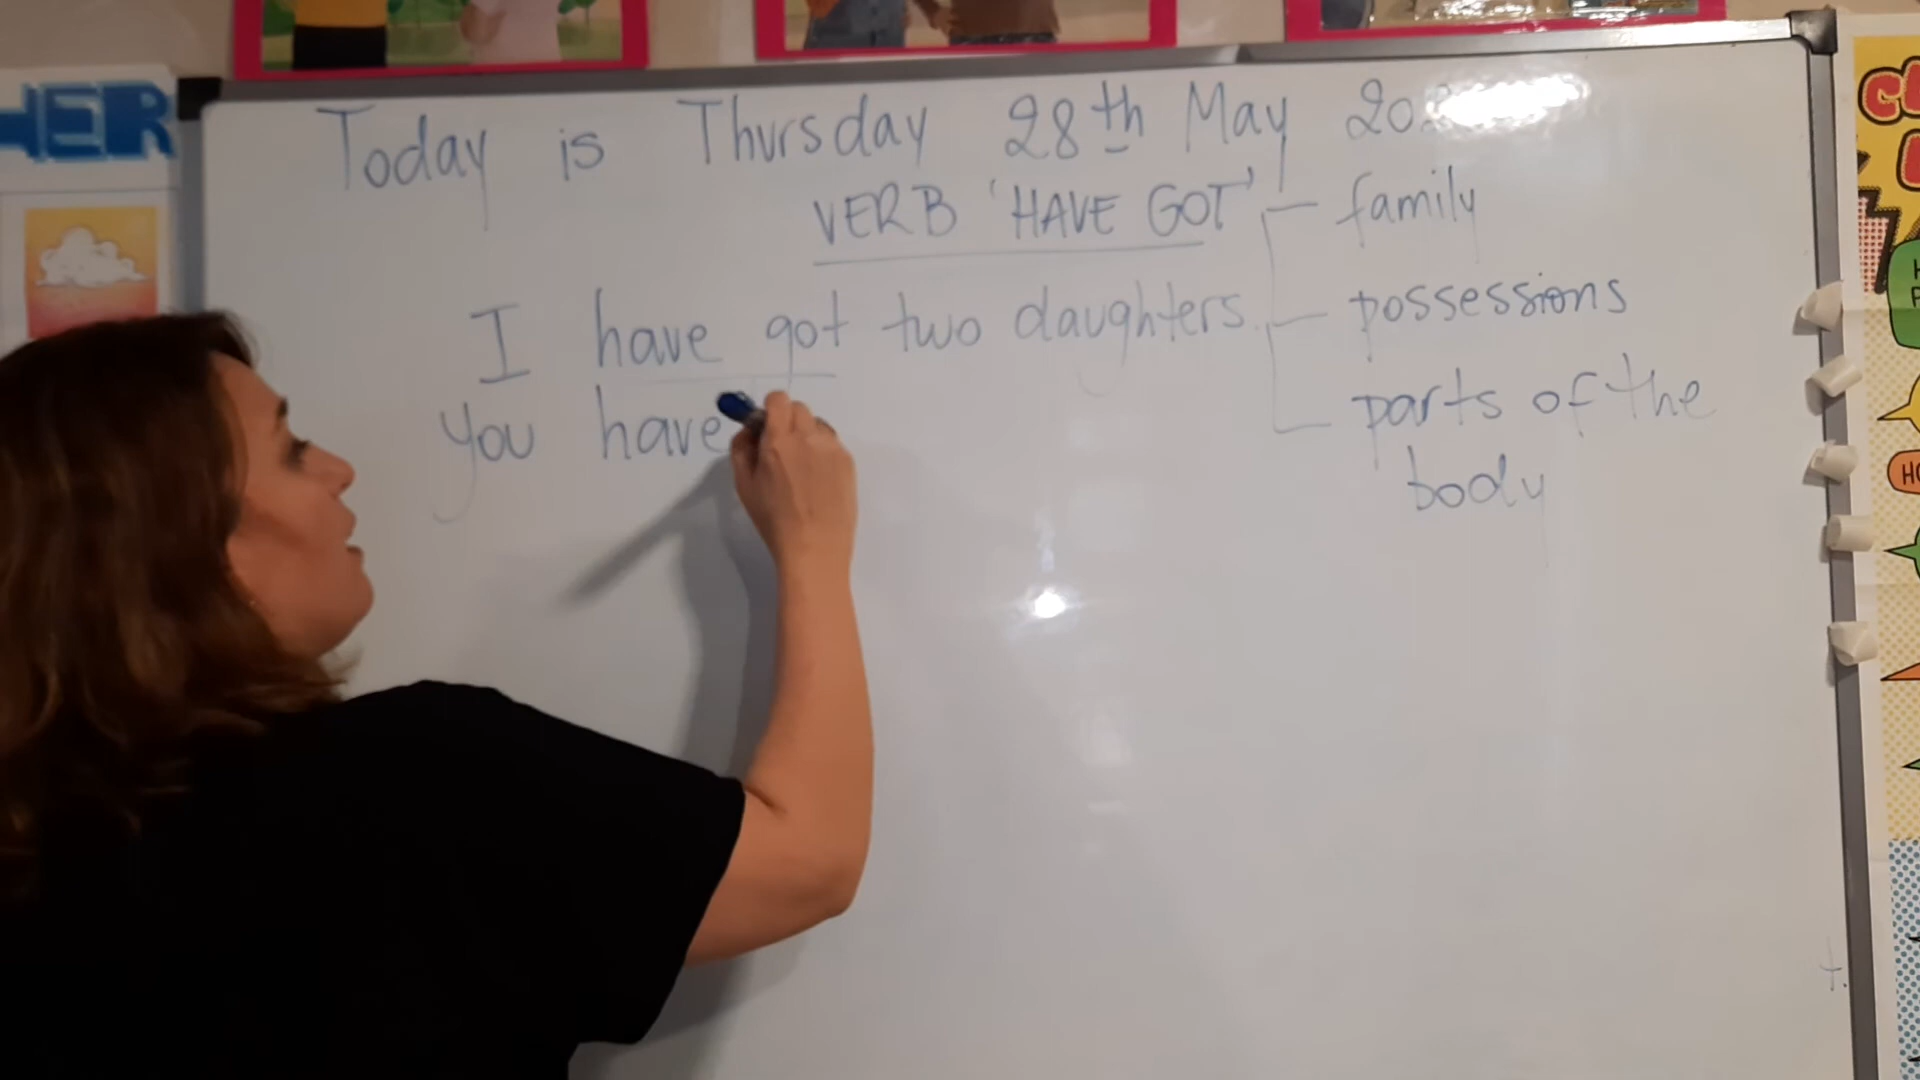 Today is Thursday 28th May
VERB 'HAVE GOT'
family
possessions
parts of the
body
I have got two daughters.
You have
HER